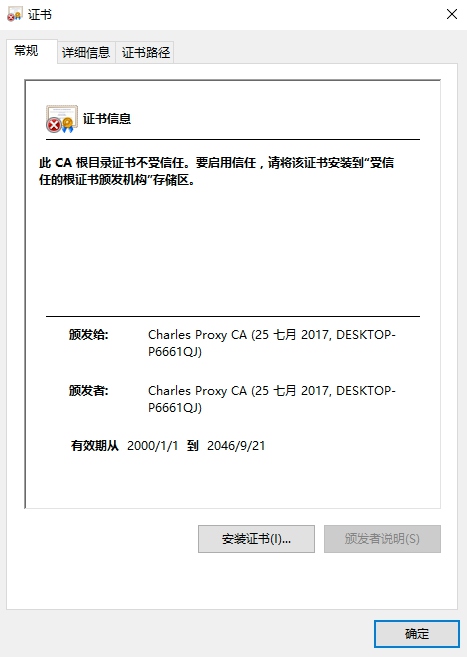 证书
常规
详细信息
证书路径
证书信息
此 CA 根目录证书不受信任。要启用信任，请将该证书安装到“受信
任的根证书颁发机构”存储区。
颁发给: Charles Proxy CA (25 七月 2017, DESKTOP-
P6661QJ)
颁发者: Charles Proxy CA (25 七月 2017, DESKTOP-
P6661QJ)
有效期从 2000/1/1 到 2046/9/21
安装证书(I)...
颁发者说明(S)
确定